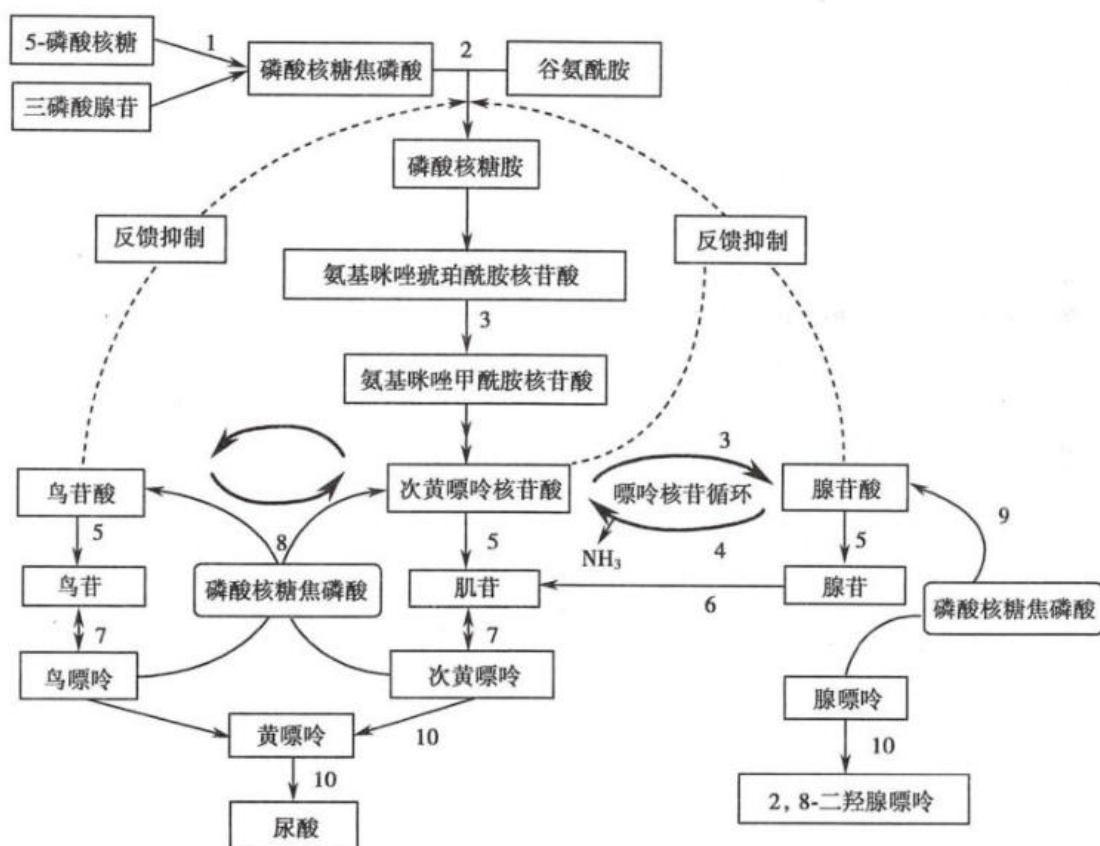 5-磷酸核糖
1
2
磷酸核糖焦磷酸
谷氨酰胺
三磷酸腺苷
磷酸核糖胺
反馈抑制
反馈抑制
氨基咪唑琥珀酰胺核苷酸
3
氨基咪唑甲酰胺核苷酸
3
鸟苷酸
次黄嘌呤核苷酸
嘌呤核苷循环
腺苷酸
9
5
8
5
NH₃
4
5
鸟苷
磷酸核糖焦磷酸
肌苷
6
腺苷
磷酸核糖焦磷酸
7
7
鸟嘌呤
次黄嘌呤
腺嘌呤
黄嘌呤
10
10
10
2，8-二羟腺嘌呤
尿酸